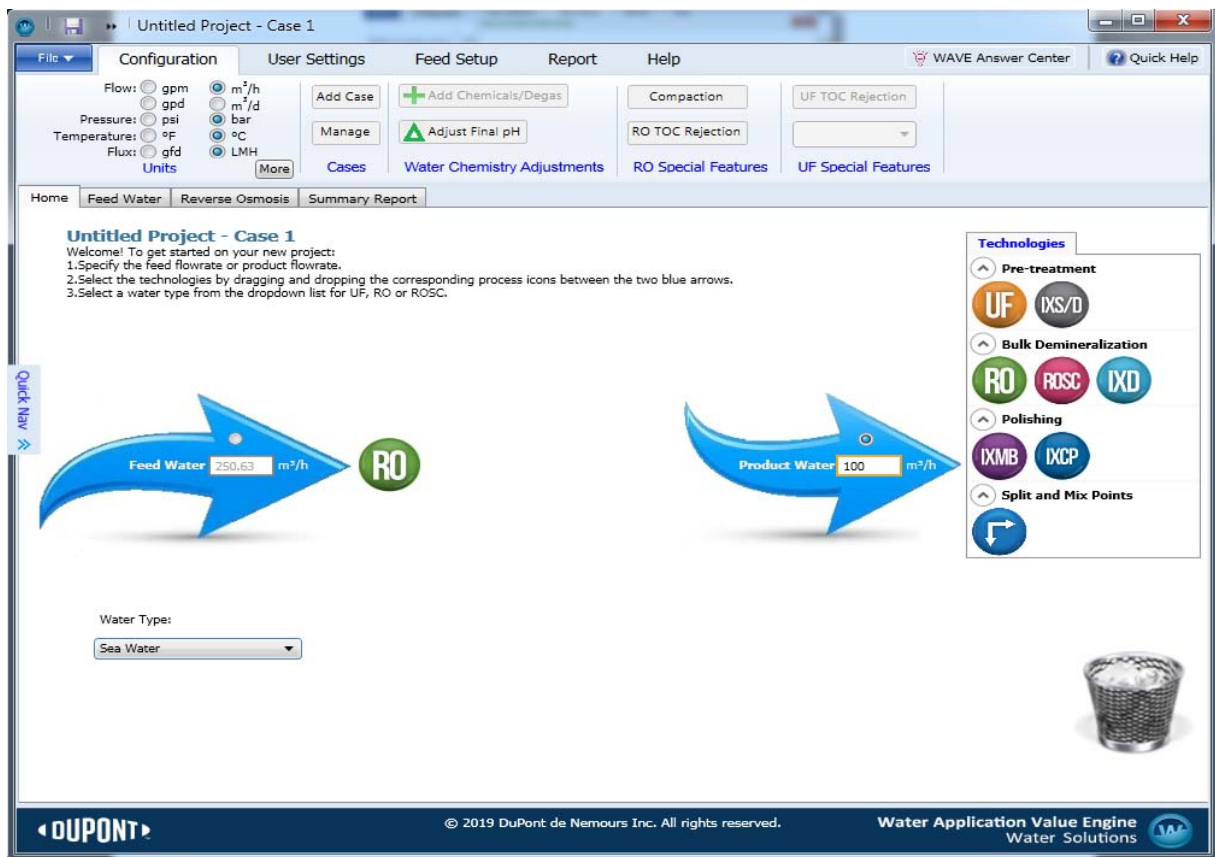 Untitled Project - Case 1
File Configuration User Settings Feed Setup Report Help WAVE Answer Center Quick Help
Flow: gpm m³/h
gpd m³/d
Pressure: psi bar
Temperature: °F °C
Flux: gfd LMH
Units More
Add Case
Manage
Cases
Add Chemicals/Degas
Adjust Final pH
Water Chemistry Adjustments
Compaction
RO TOC Rejection
RO Special Features
UF TOC Rejection
UF Special Features
Home Feed Water Reverse Osmosis Summary Report
Untitled Project - Case 1
Welcome! To get started on your new project:
1.Specify the feed flowrate or product flowrate.
2.Select the technologies by dragging and dropping the corresponding process icons between the two blue arrows.
3.Select a water type from the dropdown list for UF, RO or ROSC.
Quick Nav
Feed Water 250.63 m³/h
RO
Product Water 100 m³/h
Technologies
Pre-treatment
UF IXS/D
Bulk Demineralization
RO ROSC IXD
Polishing
IXMB IXCP
Split and Mix Points
Water Type:
Sea Water
DUPONT
© 2019 DuPont de Nemours Inc. All rights reserved.
Water Application Value Engine
Water Solutions